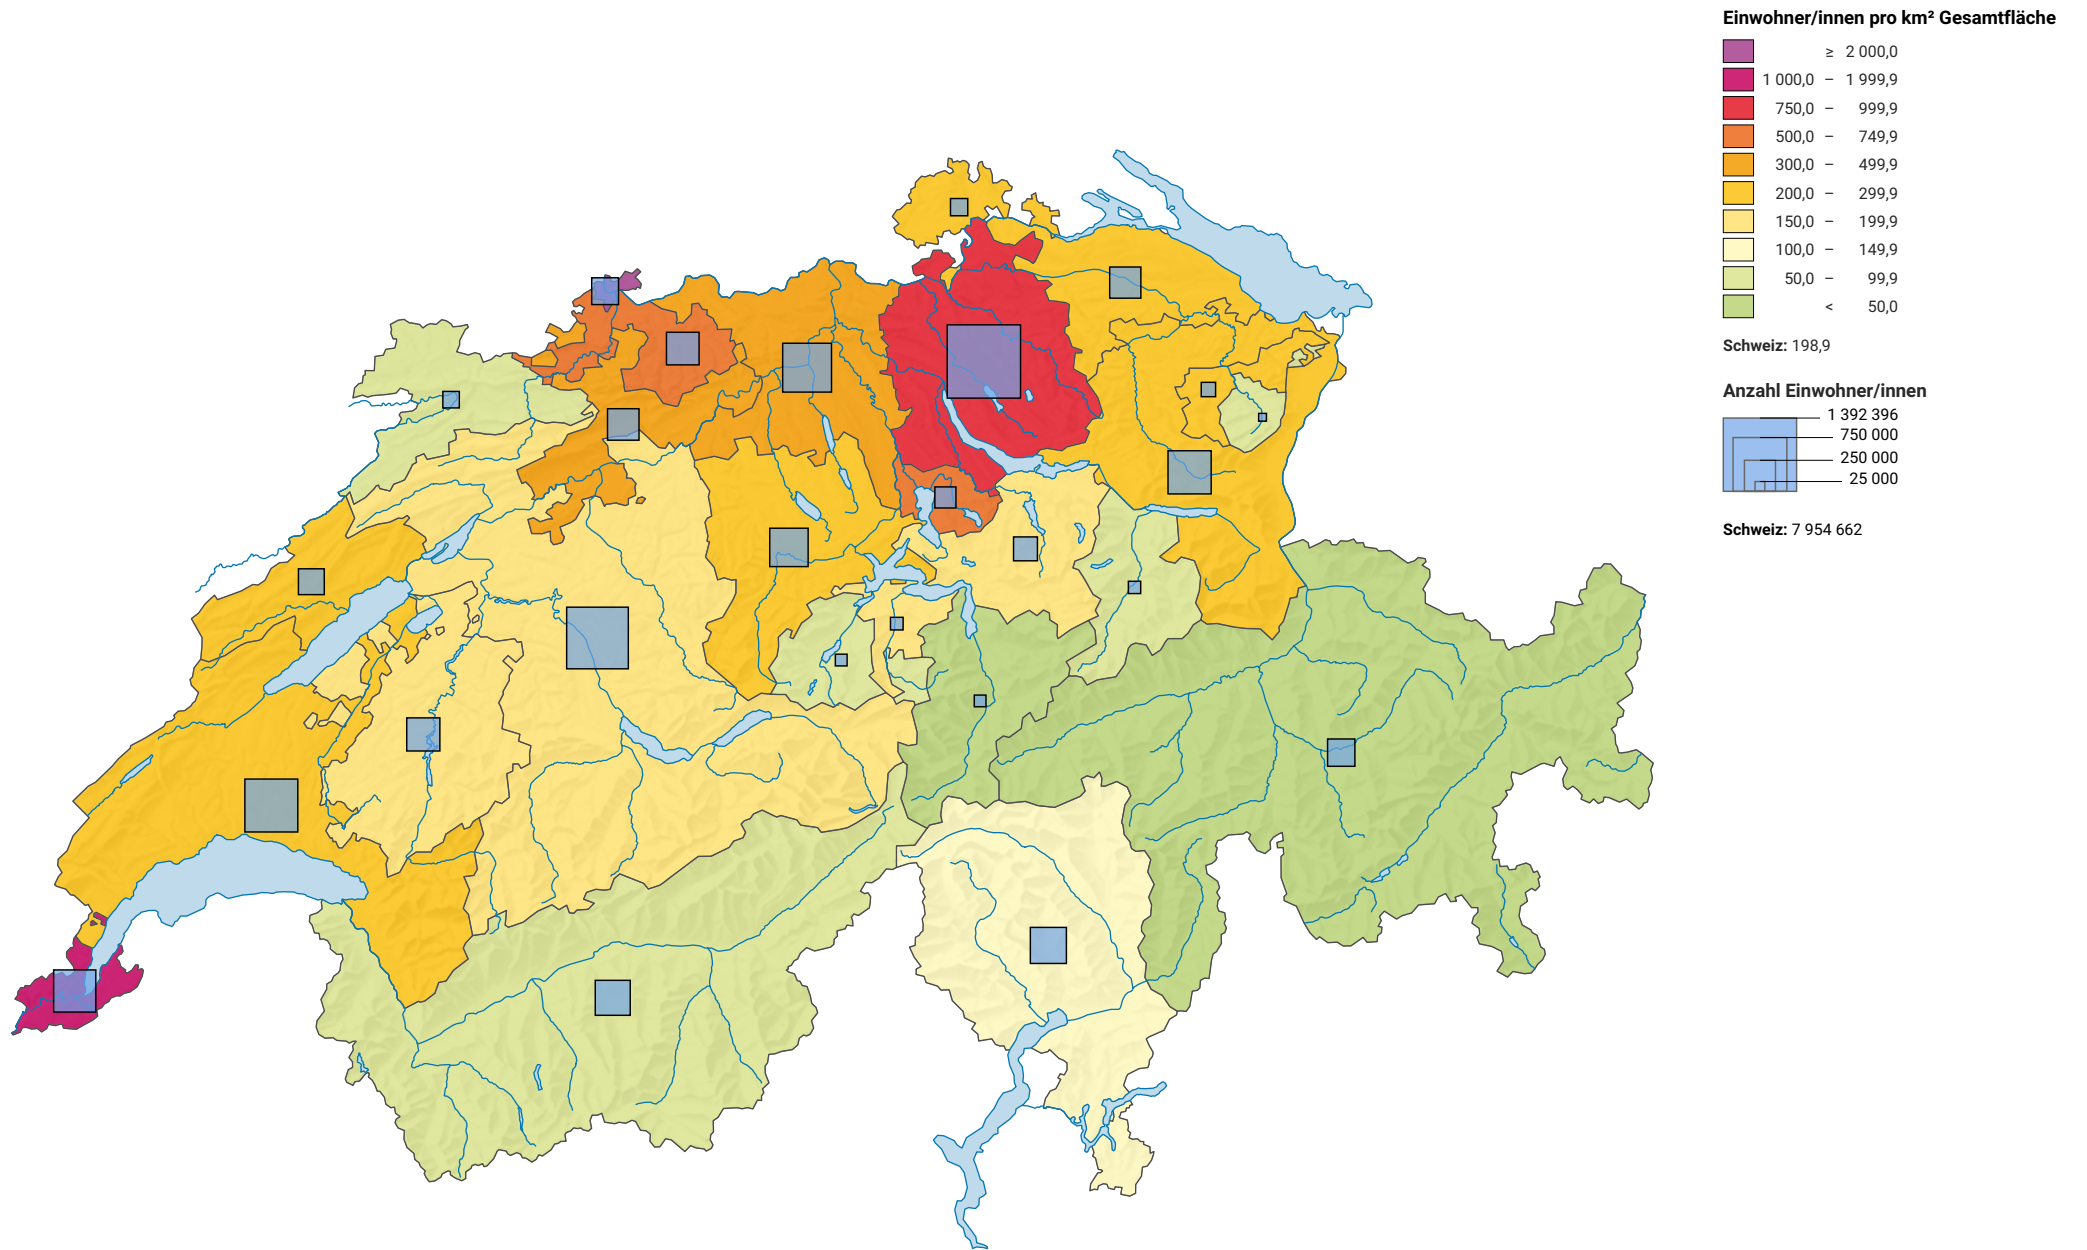 Einwohner/innen pro km² Gesamtfläche
≥ 2 000,0
1 000,0 – 1 999,9
750,0 – 999,9
500,0 – 749,9
300,0 – 499,9
200,0 – 299,9
150,0 – 199,9
100,0 – 149,9
50,0 – 99,9
< 50,0
Schweiz: 198,9
Anzahl Einwohner/innen
1 392 396
750 000
250 000
25 000
Schweiz: 7 954 662